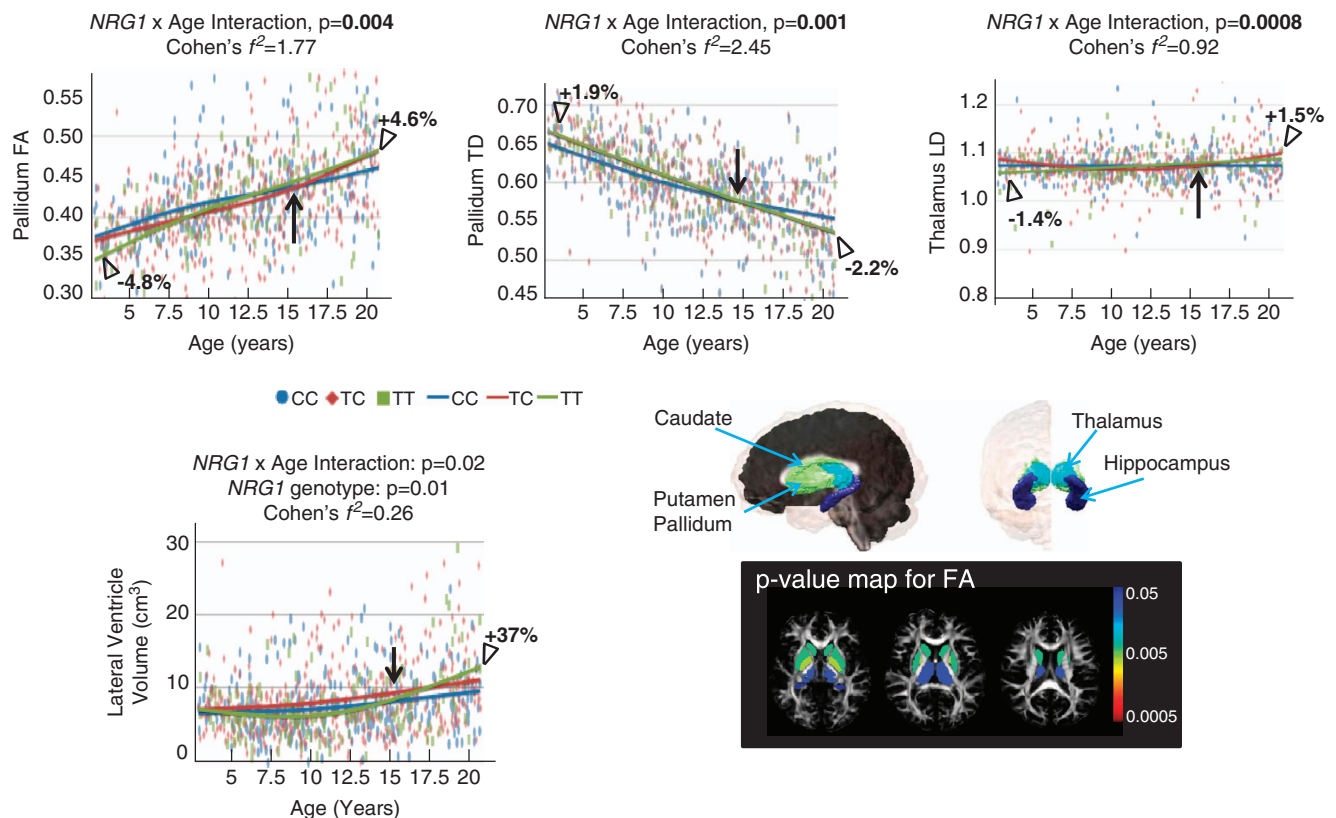 NRG1 x Age Interaction, p=0.004
Cohen's f²=1.77
Pallidum FA
0.55
0.50
0.45
0.40
0.35
0.30
+4.6%
-4.8%
5 7.5 10 12.5 15 17.5 20
Age (years)
NRG1 x Age Interaction, p=0.001
Cohen's f²=2.45
Pallidum TD
0.70
0.65
0.60
0.55
0.50
0.45
+1.9%
-2.2%
5 7.5 10 12.5 15 17.5 20
Age (years)
NRG1 x Age Interaction, p=0.0008
Cohen's f²=0.92
Thalamus LD
1.2
1.1
1.0
0.9
0.8
+1.5%
-1.4%
5 7.5 10 12.5 15 17.5 20
Age (years)
CC TC TT CC TC TT
NRG1 x Age Interaction: p=0.02
NRG1 genotype: p=0.01
Cohen's f²=0.26
Lateral Ventricle
Volume (cm³)
30
20
10
0
+37%
5 7.5 10 12.5 15 17.5 20
Age (Years)
Caudate
Putamen
Pallidum
Thalamus
Hippocampus
p-value map for FA
0.05
0.005
0.0005